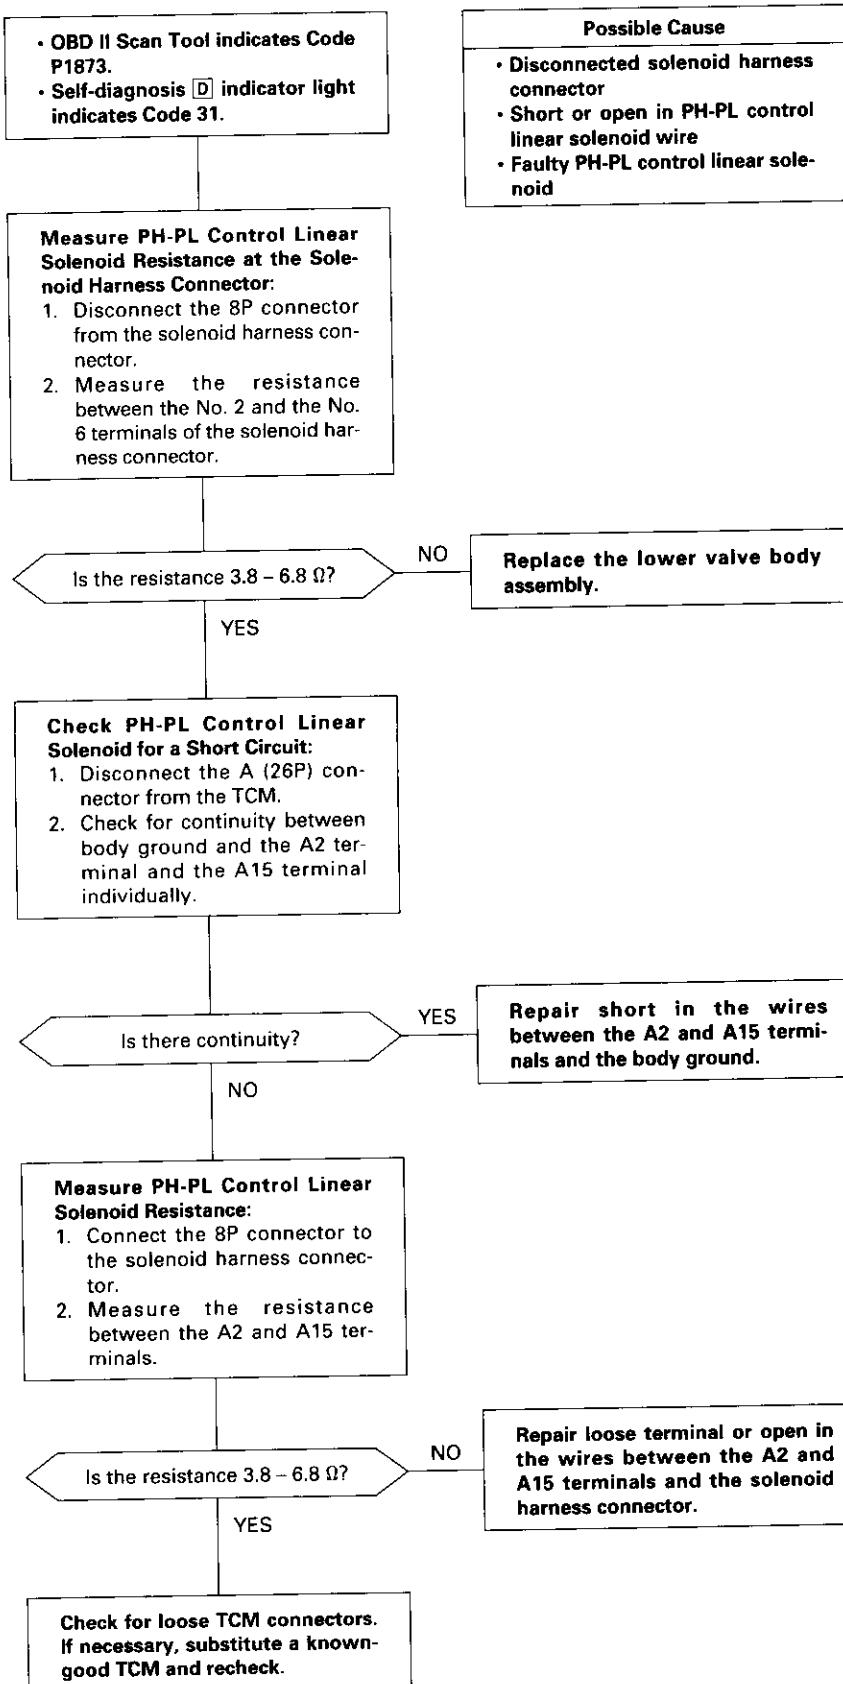 • OBD II Scan Tool indicates Code
P1873.
• Self-diagnosis D indicator light
indicates Code 31.
Possible Cause
• Disconnected solenoid harness
connector
• Short or open in PH-PL control
linear solenoid wire
• Faulty PH-PL control linear sole-
noid
Measure PH-PL Control Linear
Solenoid Resistance at the Sole-
noid Harness Connector:
1. Disconnect the 8P connector
from the solenoid harness con-
nector.
2. Measure the resistance
between the No. 2 and the No.
6 terminals of the solenoid har-
ness connector.
Is the resistance 3.8 – 6.8 Ω?
NO
Replace the lower valve body
assembly.
YES
Check PH-PL Control Linear
Solenoid for a Short Circuit:
1. Disconnect the A (26P) con-
nector from the TCM.
2. Check for continuity between
body ground and the A2 ter-
minal and the A15 terminal
individually.
Is there continuity?
YES
Repair short in the wires
between the A2 and A15 termi-
nals and the body ground.
NO
Measure PH-PL Control Linear
Solenoid Resistance:
1. Connect the 8P connector to
the solenoid harness connec-
tor.
2. Measure the resistance
between the A2 and A15 ter-
minals.
Is the resistance 3.8 – 6.8 Ω?
NO
Repair loose terminal or open in
the wires between the A2 and
A15 terminals and the solenoid
harness connector.
YES
Check for loose TCM connectors.
If necessary, substitute a known-
good TCM and recheck.